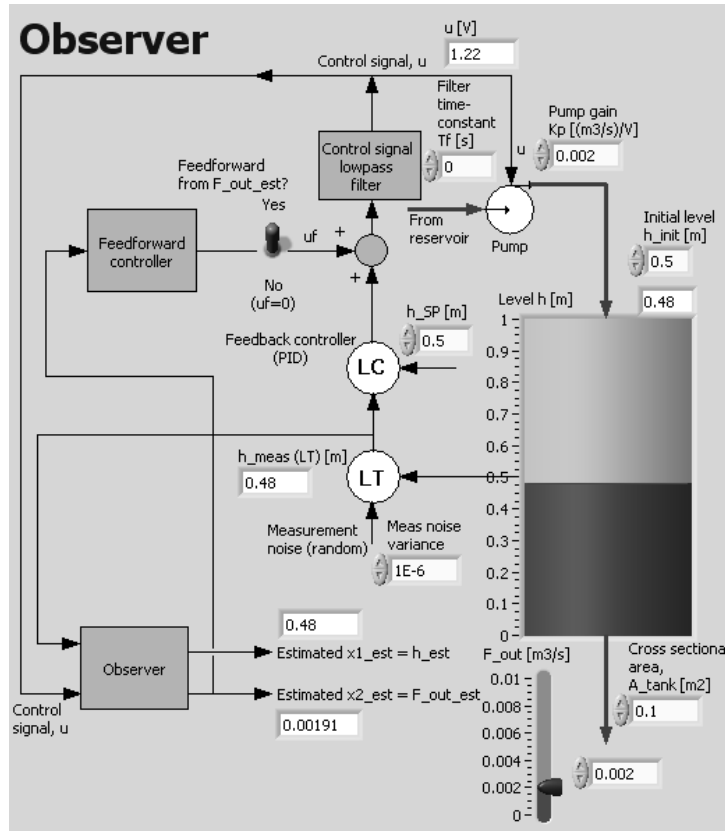 Observer
u [V]
1.22
Control signal, u
Filter
time-
constant
Tf [s]
0
Pump gain
Kp [(m3/s)/V]
0.002
u
Control signal
lowpass
filter
Feedforward
from F_out_est?
Yes
From
reservoir
Pump
Initial level
h_init [m]
0.5
0.48
Feedforward
controller
uf
+
+
No
(uf=0)
h_SP [m]
0.5
Level h [m]
1
0.9
0.8
0.7
0.6
0.5
0.4
0.3
0.2
0.1
0
Feedback controller
(PID)
LC
h_meas (LT) [m]
0.48
LT
Measurement
noise (random)
Meas noise
variance
1E-6
0.48
Observer
Estimated x1_est = h_est
Estimated x2_est = F_out_est
0.00191
Control
signal, u
F_out [m3/s]
0.01
0.008
0.006
0.004
0.002
0
Cross sectional
area,
A_tank [m2]
0.1
0.002